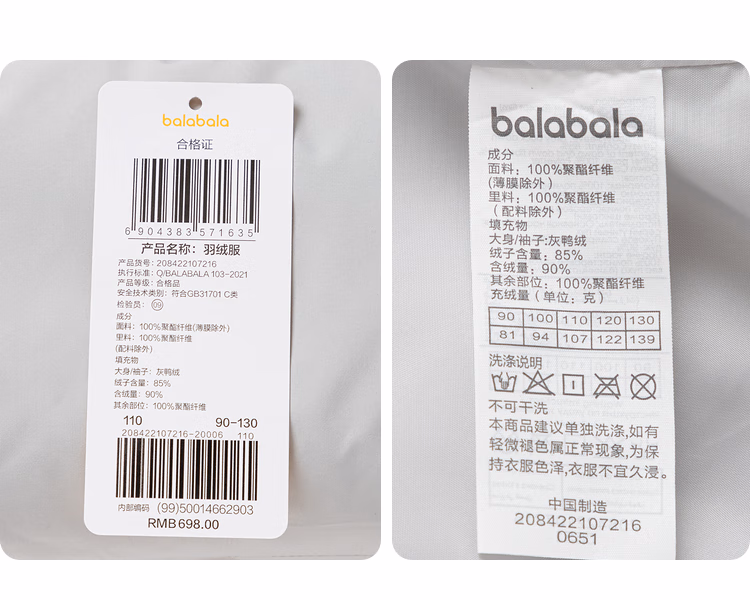 balabala
合格证
6 904383 571635
产品名称：羽绒服
产品货号：208422107216
执行标准：Q/BALABALA 103-2021
产品等级：合格品
安全技术类别：符合GB31701 C类
检验员：09
成分
面料：100%聚酯纤维(薄膜除外)
里料：100%聚酯纤维
(配料除外)
填充物
大身/袖子：灰鸭绒
绒子含量：85%
含绒量：90%
其余部位：100%聚酯纤维
110 90-130
208422107216-20006 110
内部编码 (99)50014662903
RMB698.00
balabala
成分
面料：100%聚酯纤维
(薄膜除外)
里料：100%聚酯纤维
(配料除外)
填充物
大身/袖子:灰鸭绒
绒子含量：85%
含绒量：90%
其余部位：100%聚酯纤维
充绒量（单位：克）
90 100 110 120 130
81 94 107 122 139
洗涤说明
不可干洗
本商品建议单独洗涤,如有
轻微褪色属正常现象,为保
持衣服色泽,衣服不宜久浸。
中国制造
208422107216
0651